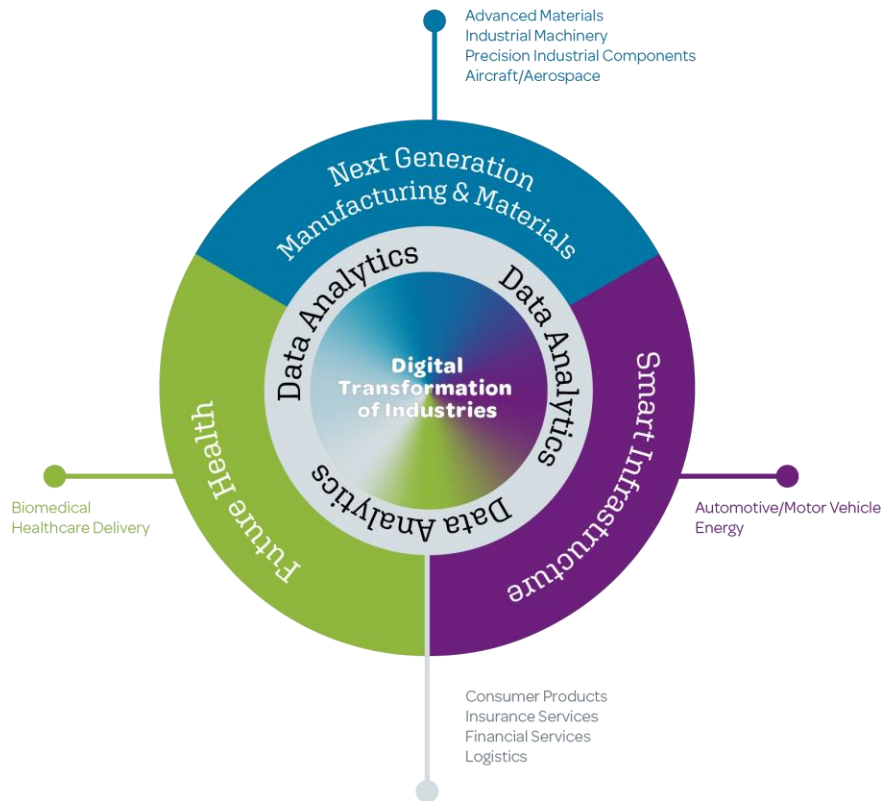 Advanced Materials
Industrial Machinery
Precision Industrial Components
Aircraft/Aerospace
Next Generation
Manufacturing & Materials
Data Analytics
Data Analytics
Digital
Transformation
of Industries
Data Analytics
Future Health
Smart Infrastructure
Biomedical
Healthcare Delivery
Automotive/Motor Vehicle
Energy
Consumer Products
Insurance Services
Financial Services
Logistics